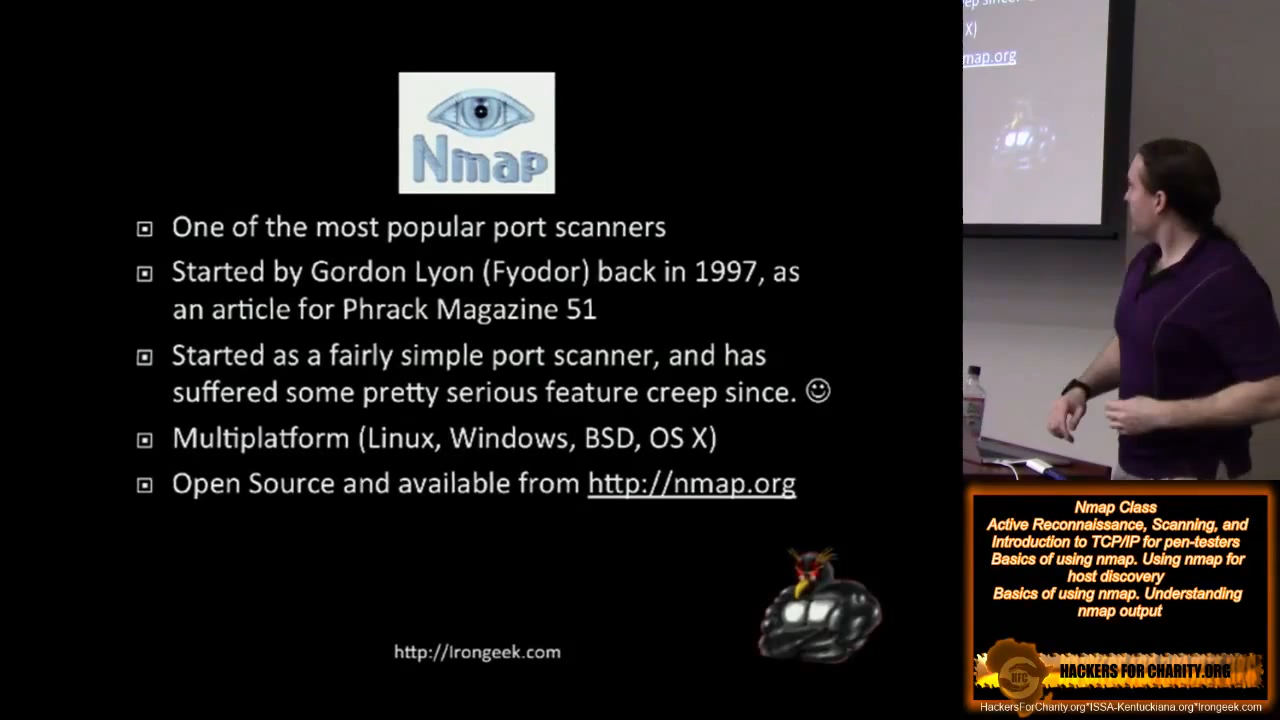 Nmap
One of the most popular port scanners
Started by Gordon Lyon (Fyodor) back in 1997, as
an article for Phrack Magazine 51
Started as a fairly simple port scanner, and has
suffered some pretty serious feature creep since. ☺
Multiplatform (Linux, Windows, BSD, OS X)
Open Source and available from http://nmap.org
http://Irongeek.com
X)
map.org
Nmap Class
Active Reconnaissance, Scanning, and
Introduction to TCP/IP for pen-testers
Basics of using nmap. Using nmap for
host discovery
Basics of using nmap. Understanding
nmap output
HFC
HACKERS FOR CHARITY.ORG
HackersForCharity.org*ISSA-Kentuckiana.org*Irongeek.com